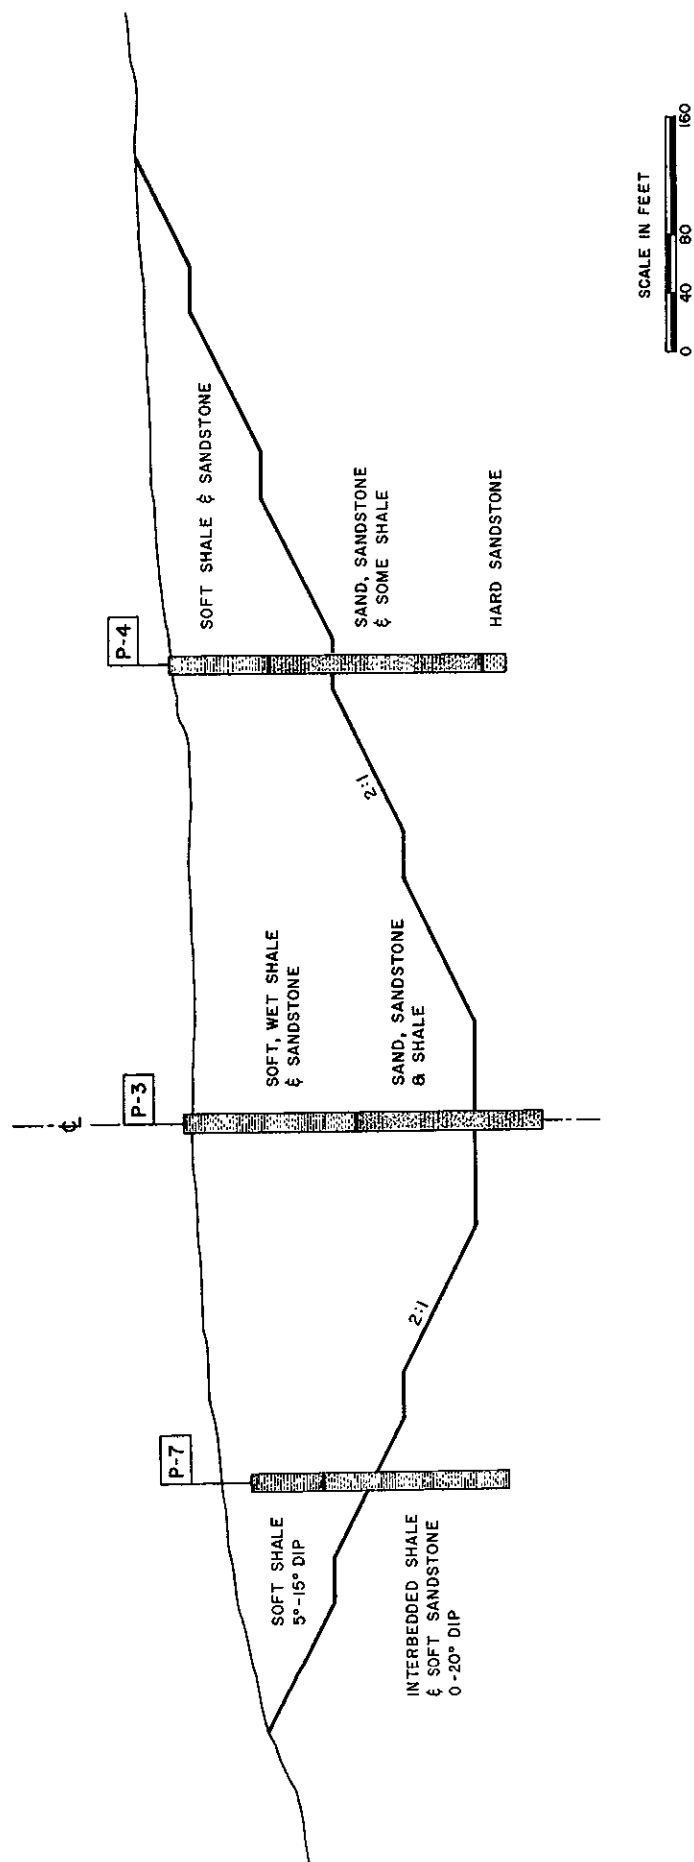 P-7
SOFT SHALE
5°-15° DIP
INTERBEDDED SHALE
& SOFT SANDSTONE
0-20° DIP
2:1
℄
P-3
SOFT, WET SHALE
& SANDSTONE
SAND, SANDSTONE
& SHALE
2:1
P-4
SOFT SHALE & SANDSTONE
SAND, SANDSTONE
& SOME SHALE
HARD SANDSTONE
SCALE IN FEET
0 40 80 160